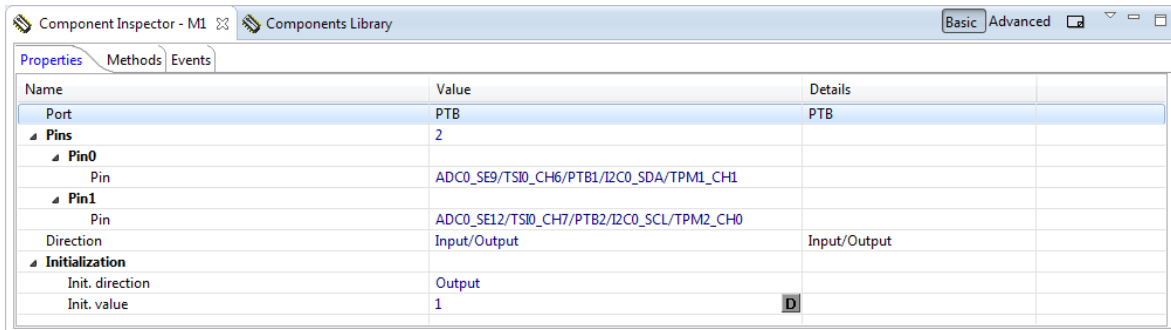 Component Inspector - M1 Components Library Basic Advanced
Properties Methods Events
Name Value Details
Port PTB PTB
Pins 2
Pin0
Pin ADC0_SE9/TSI0_CH6/PTB1/I2C0_SDA/TPM1_CH1
Pin1
Pin ADC0_SE12/TSI0_CH7/PTB2/I2C0_SCL/TPM2_CH0
Direction Input/Output Input/Output
Initialization
Init. direction Output
Init. value 1 D